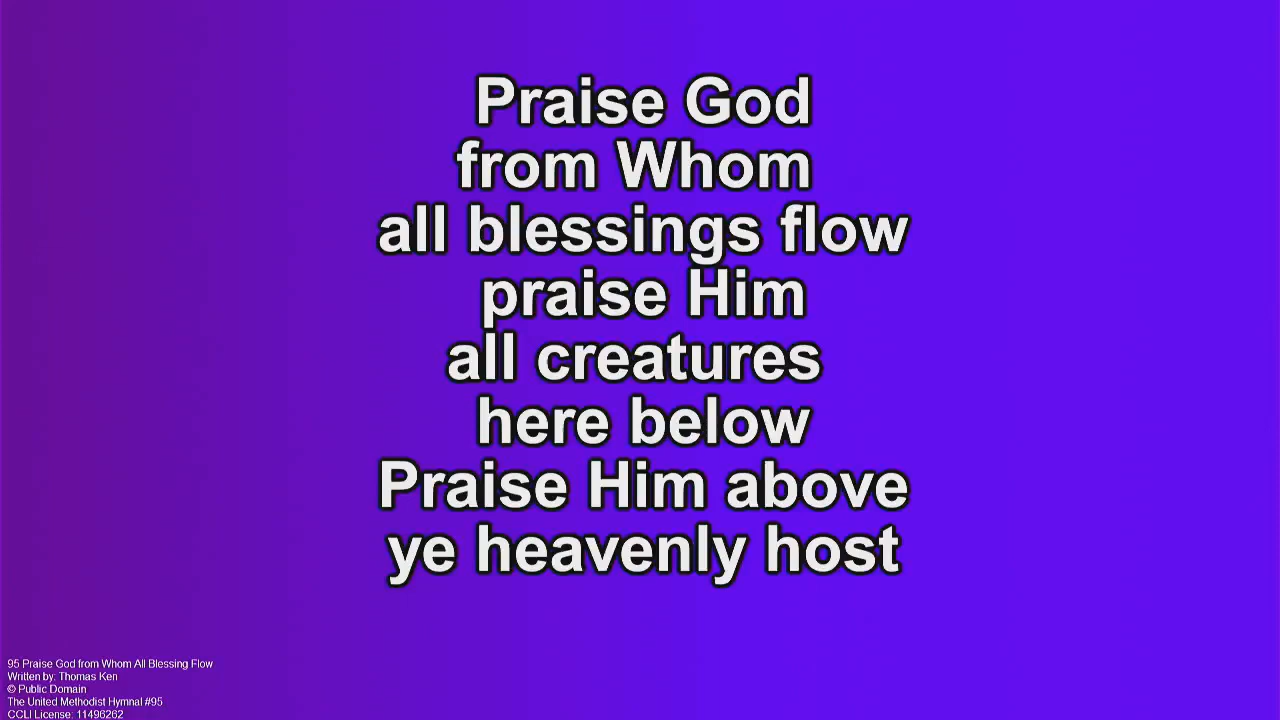 Praise God
from Whom
all blessings flow
praise Him
all creatures
here below
Praise Him above
ye heavenly host
95 Praise God from Whom All Blessing Flow
Written by: Thomas Ken
© Public Domain
The United Methodist Hymnal #95
CCLI License: 11496262